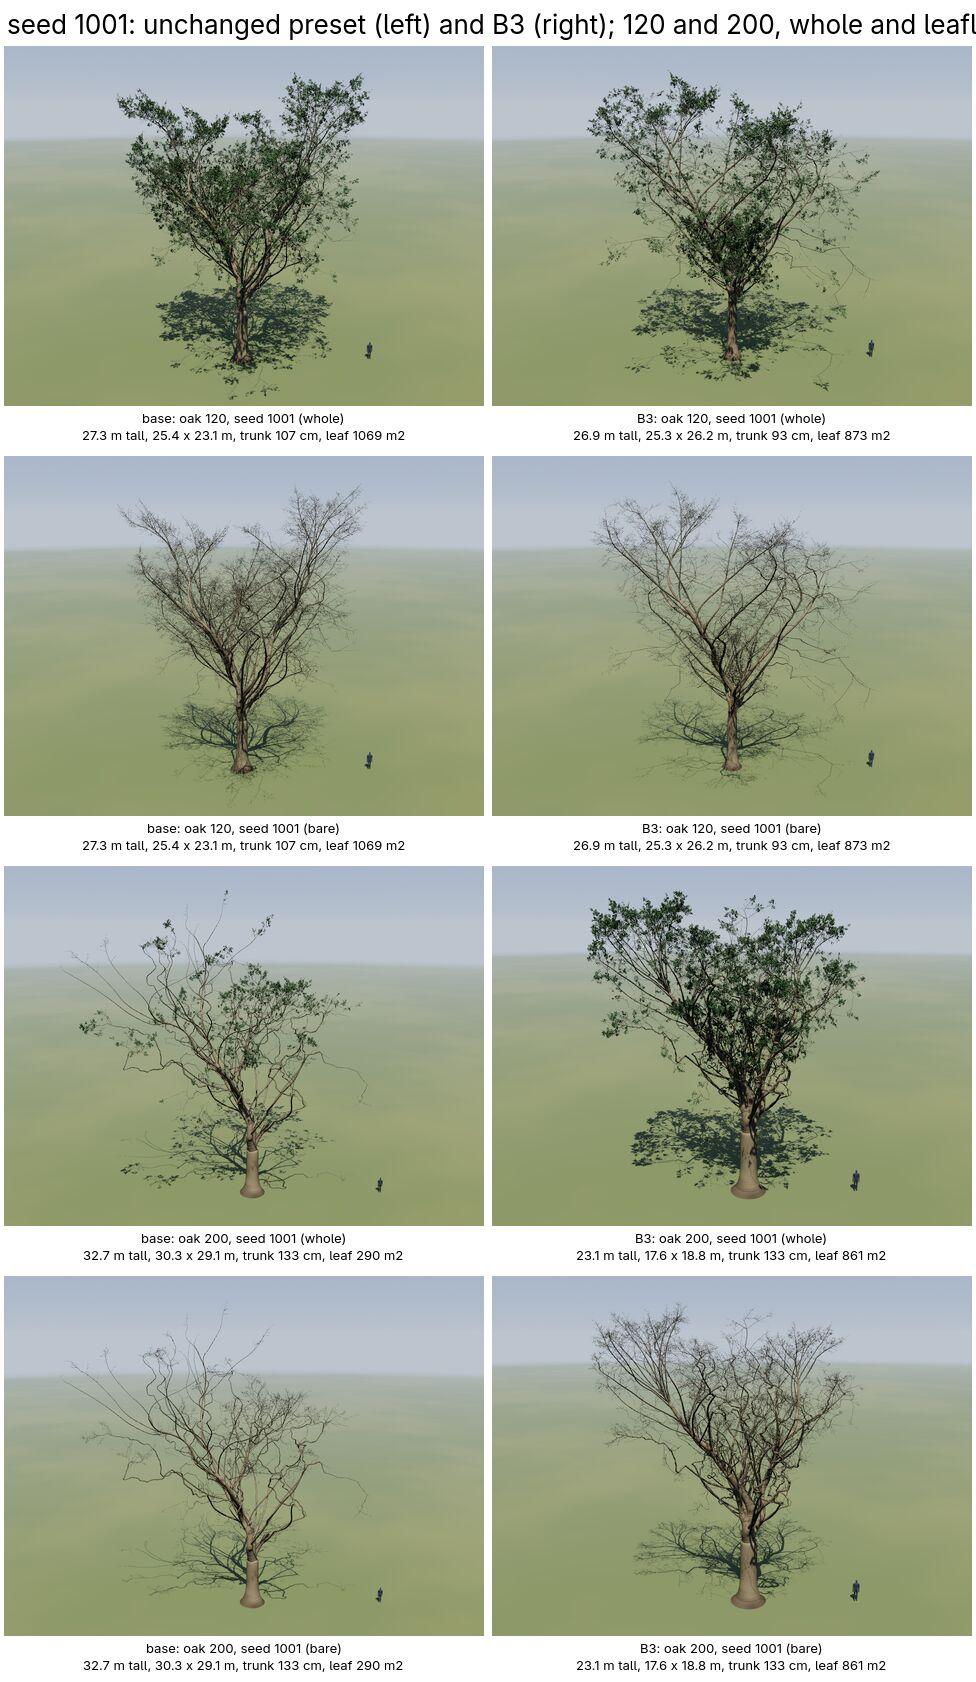 seed 1001: unchanged preset (left) and B3 (right); 120 and 200, whole and leafl
base: oak 120, seed 1001 (whole)
27.3 m tall, 25.4 x 23.1 m, trunk 107 cm, leaf 1069 m2
B3: oak 120, seed 1001 (whole)
26.9 m tall, 25.3 x 26.2 m, trunk 93 cm, leaf 873 m2
base: oak 120, seed 1001 (bare)
27.3 m tall, 25.4 x 23.1 m, trunk 107 cm, leaf 1069 m2
B3: oak 120, seed 1001 (bare)
26.9 m tall, 25.3 x 26.2 m, trunk 93 cm, leaf 873 m2
base: oak 200, seed 1001 (whole)
32.7 m tall, 30.3 x 29.1 m, trunk 133 cm, leaf 290 m2
B3: oak 200, seed 1001 (whole)
23.1 m tall, 17.6 x 18.8 m, trunk 133 cm, leaf 861 m2
base: oak 200, seed 1001 (bare)
32.7 m tall, 30.3 x 29.1 m, trunk 133 cm, leaf 290 m2
B3: oak 200, seed 1001 (bare)
23.1 m tall, 17.6 x 18.8 m, trunk 133 cm, leaf 861 m2